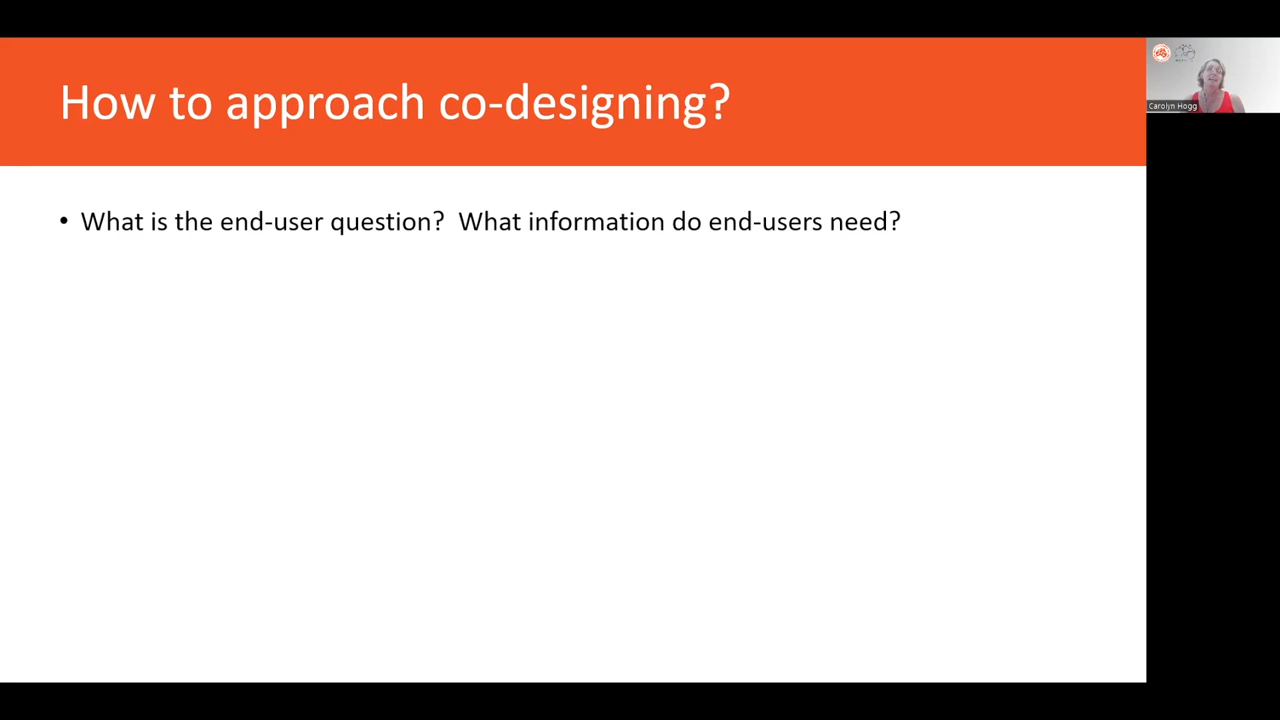 How to approach co-designing?
• What is the end-user question?  What information do end-users need?
Carolyn Hogg